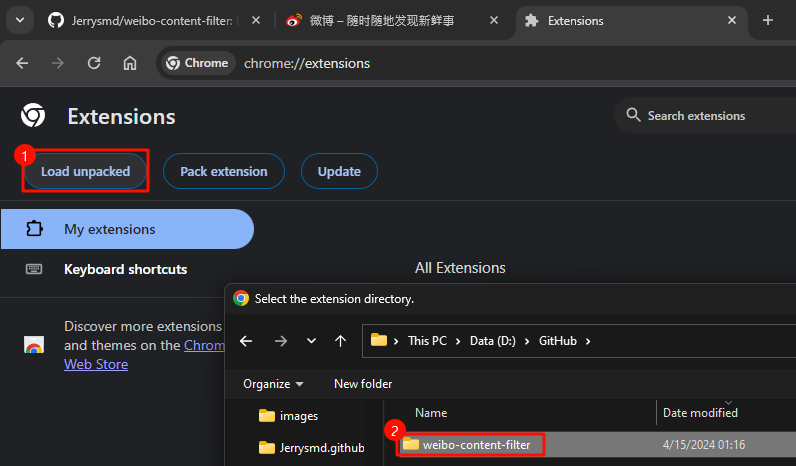 Jerrysmd/weibo-content-filter:
微博 – 随时随地发现新鲜事
Extensions
Chrome
chrome://extensions
Extensions
Search extensions
1
Load unpacked
Pack extension
Update
My extensions
Keyboard shortcuts
All Extensions
Discover more extensions
and themes on the Chrom
Web Store
Select the extension directory.
This PC
Data (D:)
GitHub
Organize
New folder
images
Jerrysmd.github
Name
Date modified
2
weibo-content-filter
4/15/2024 01:16